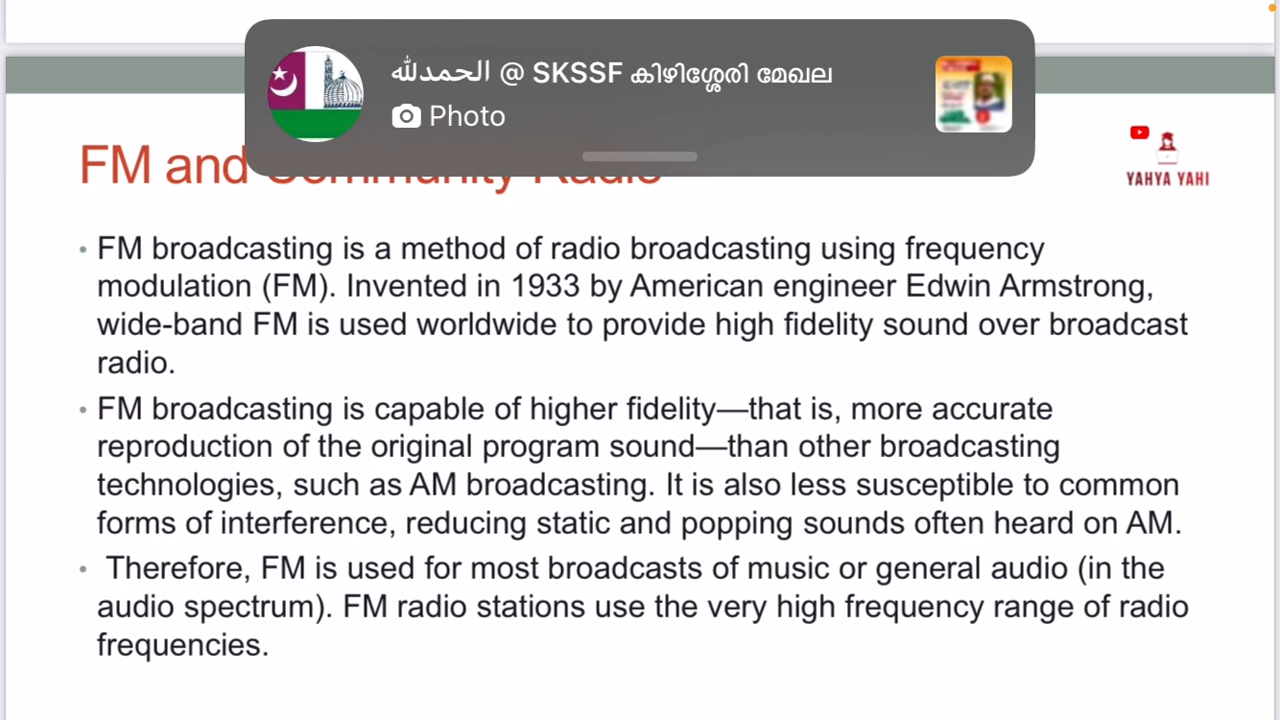 الحمدلله @ SKSSF കിഴിശ്ശേരി മേഖല
Photo
FM and Community Radio
YAHYA YAHI
• FM broadcasting is a method of radio broadcasting using frequency
modulation (FM). Invented in 1933 by American engineer Edwin Armstrong,
wide-band FM is used worldwide to provide high fidelity sound over broadcast
radio.
• FM broadcasting is capable of higher fidelity—that is, more accurate
reproduction of the original program sound—than other broadcasting
technologies, such as AM broadcasting. It is also less susceptible to common
forms of interference, reducing static and popping sounds often heard on AM.
• Therefore, FM is used for most broadcasts of music or general audio (in the
audio spectrum). FM radio stations use the very high frequency range of radio
frequencies.